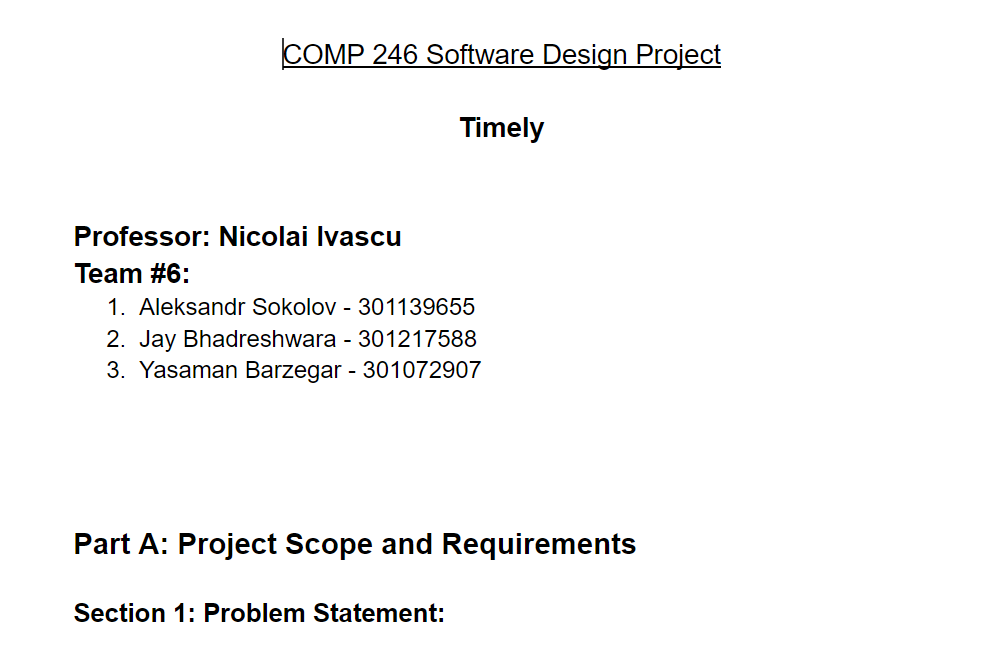 COMP 246 Software Design Project
Timely
Professor: Nicolai Ivascu
Team #6:
1. Aleksandr Sokolov - 301139655
2. Jay Bhadreshwara - 301217588
3. Yasaman Barzegar - 301072907
Part A: Project Scope and Requirements
Section 1: Problem Statement: